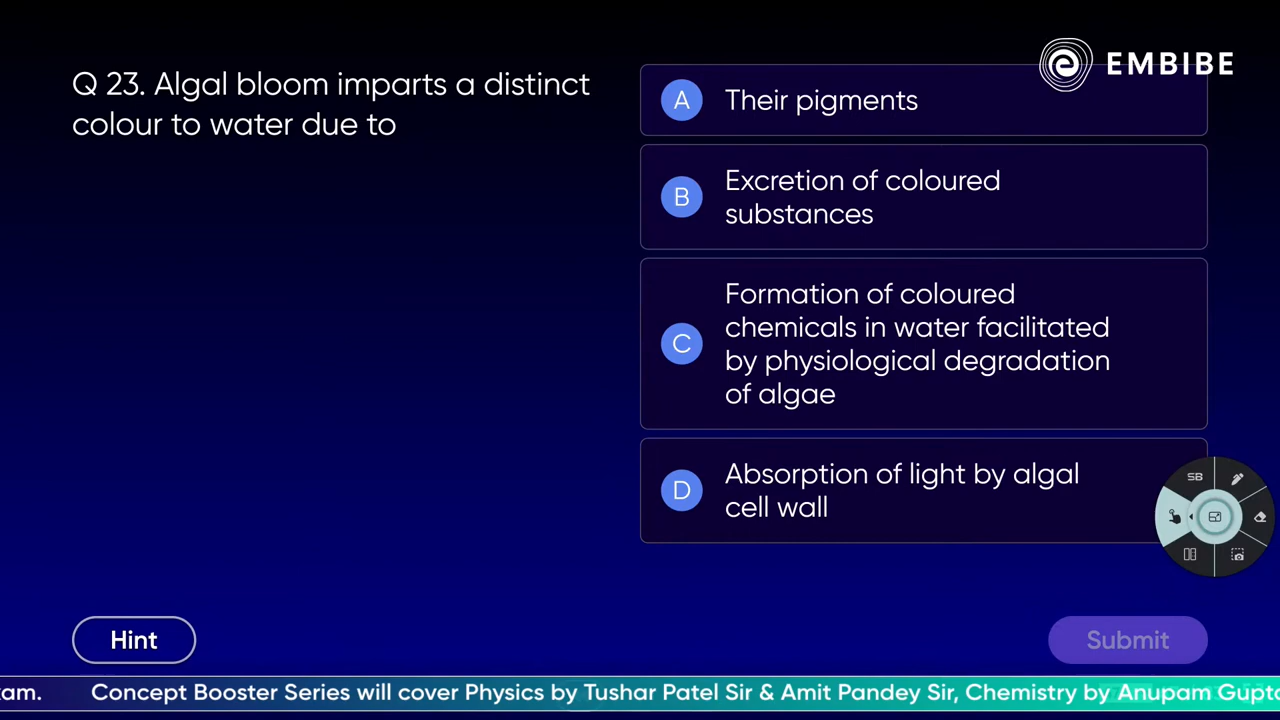 EMBIBE
Q 23. Algal bloom imparts a distinct
colour to water due to
A Their pigments
B Excretion of coloured
substances
C Formation of coloured
chemicals in water facilitated
by physiological degradation
of algae
D Absorption of light by algal
cell wall
SB
Hint
Submit
xam. Concept Booster Series will cover Physics by Tushar Patel Sir & Amit Pandey Sir, Chemistry by Anupam Gupta